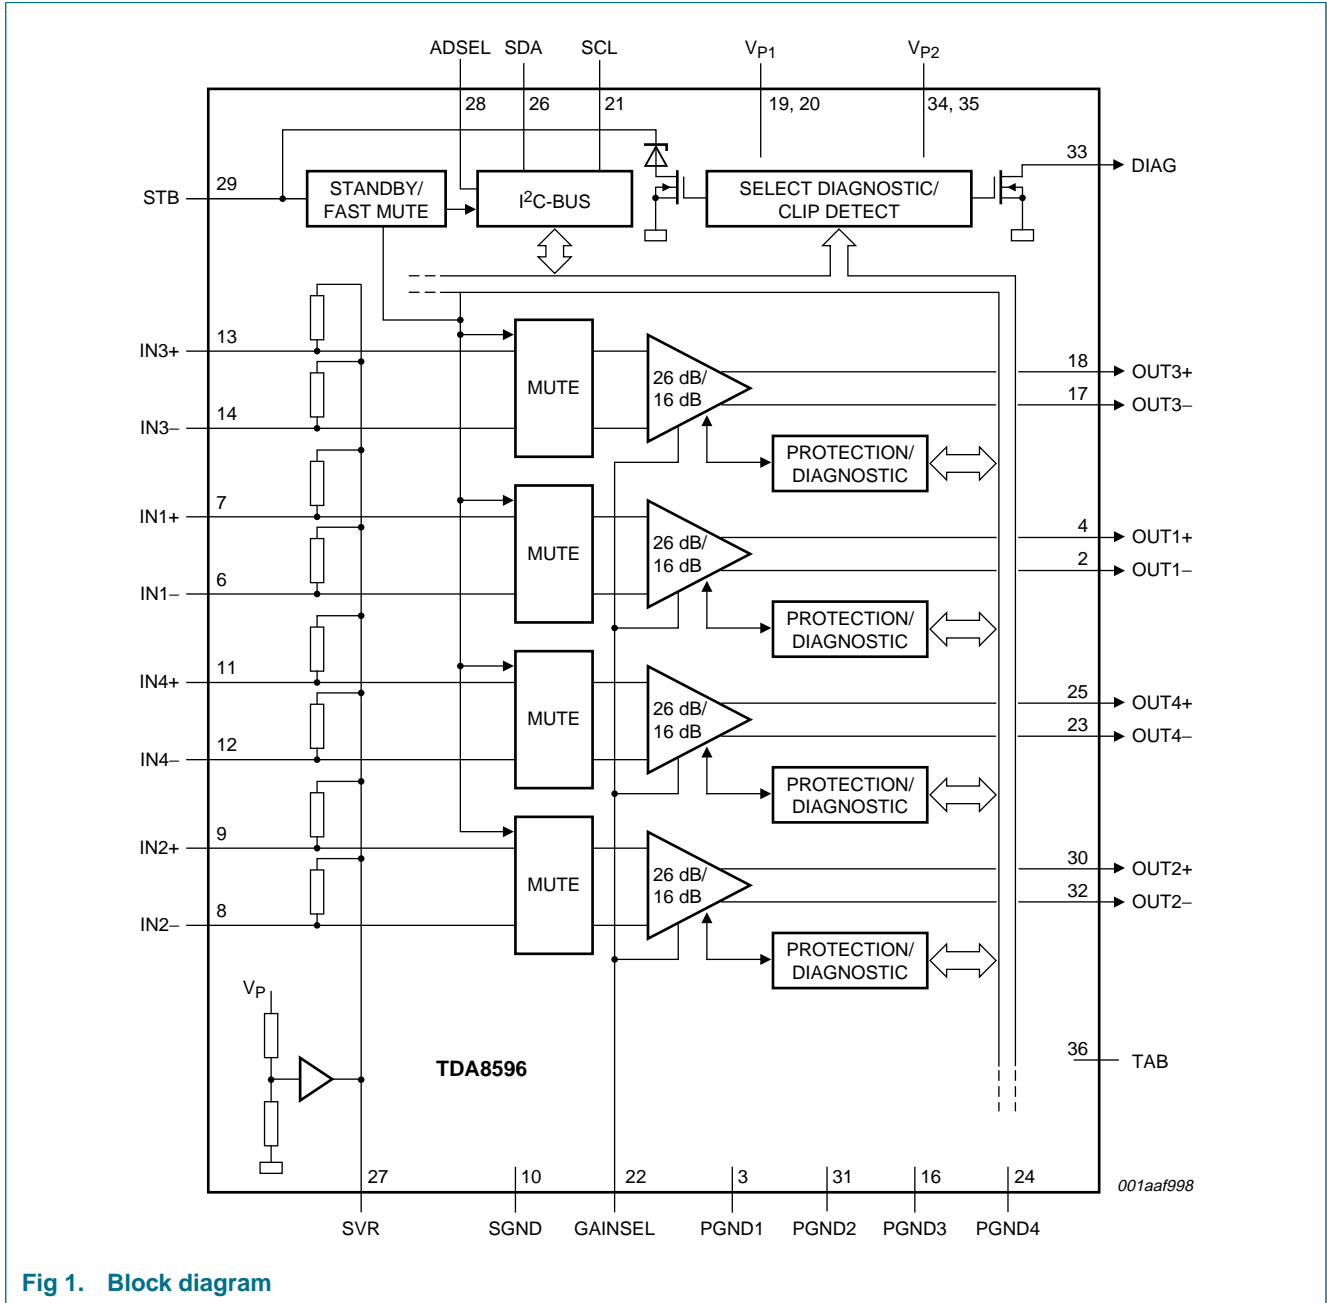 ADSEL SDA SCL VP1 VP2
28 26 21 19, 20 34, 35
33 DIAG
STB 29
STANDBY/
FAST MUTE
I2C-BUS
SELECT DIAGNOSTIC/
CLIP DETECT
IN3+ 13
IN3− 14
MUTE
26 dB/
16 dB
18 OUT3+
17 OUT3−
PROTECTION/
DIAGNOSTIC
IN1+ 7
IN1− 6
MUTE
26 dB/
16 dB
4 OUT1+
2 OUT1−
PROTECTION/
DIAGNOSTIC
IN4+ 11
IN4− 12
MUTE
26 dB/
16 dB
25 OUT4+
23 OUT4−
PROTECTION/
DIAGNOSTIC
IN2+ 9
IN2− 8
MUTE
26 dB/
16 dB
30 OUT2+
32 OUT2−
PROTECTION/
DIAGNOSTIC
VP
TDA8596
36 TAB
27 10 22 3 31 16 24
001aaf998
SVR SGND GAINSEL PGND1 PGND2 PGND3 PGND4
Fig 1. Block diagram